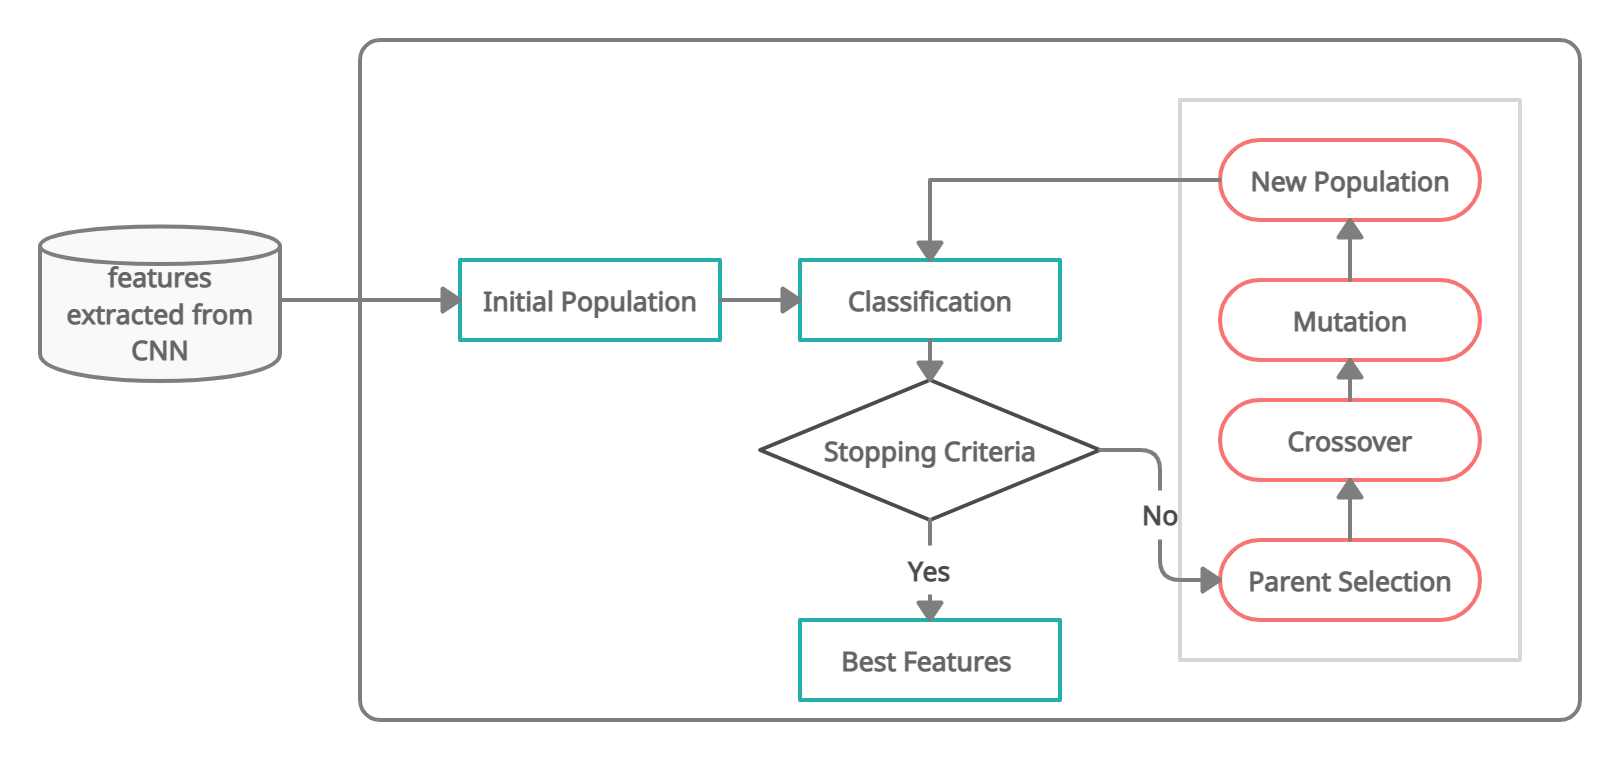 features
extracted from
CNN
Initial Population
Classification
Stopping Criteria
Yes
No
Best Features
New Population
Mutation
Crossover
Parent Selection